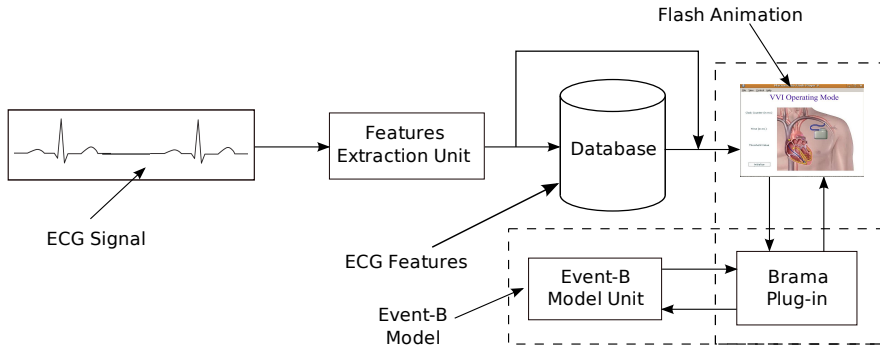 Flash Animation
VVI Operating Mode
Features
Extraction Unit
Database
ECG Signal
ECG Features
Event-B
Model Unit
Brama
Plug-in
Event-B
Model